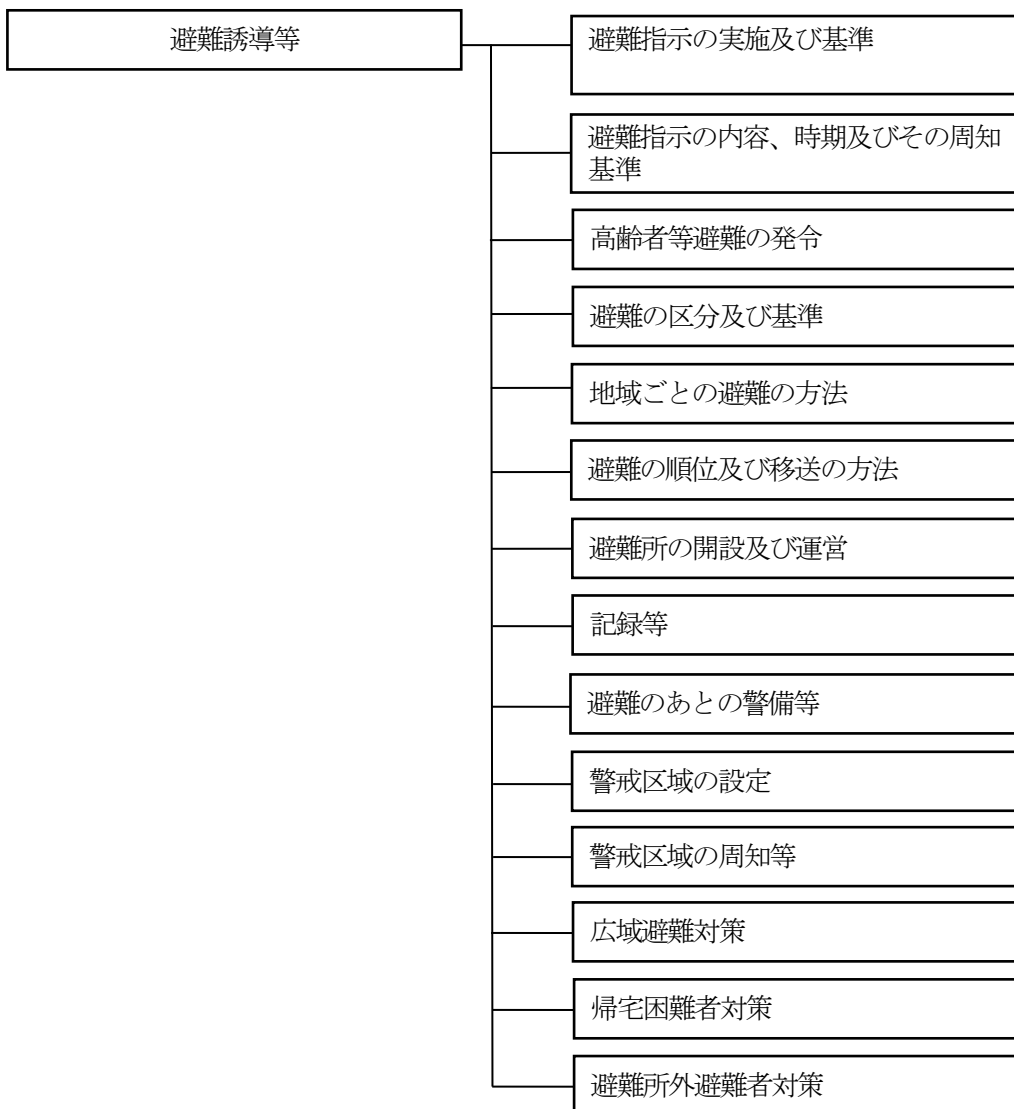 避難誘導等
避難指示の実施及び基準
避難指示の内容、時期及びその周知
基準
高齢者等避難の発令
避難の区分及び基準
地域ごとの避難の方法
避難の順位及び移送の方法
避難所の開設及び運営
記録等
避難のあとの警備等
警戒区域の設定
警戒区域の周知等
広域避難対策
帰宅困難者対策
避難所外避難者対策